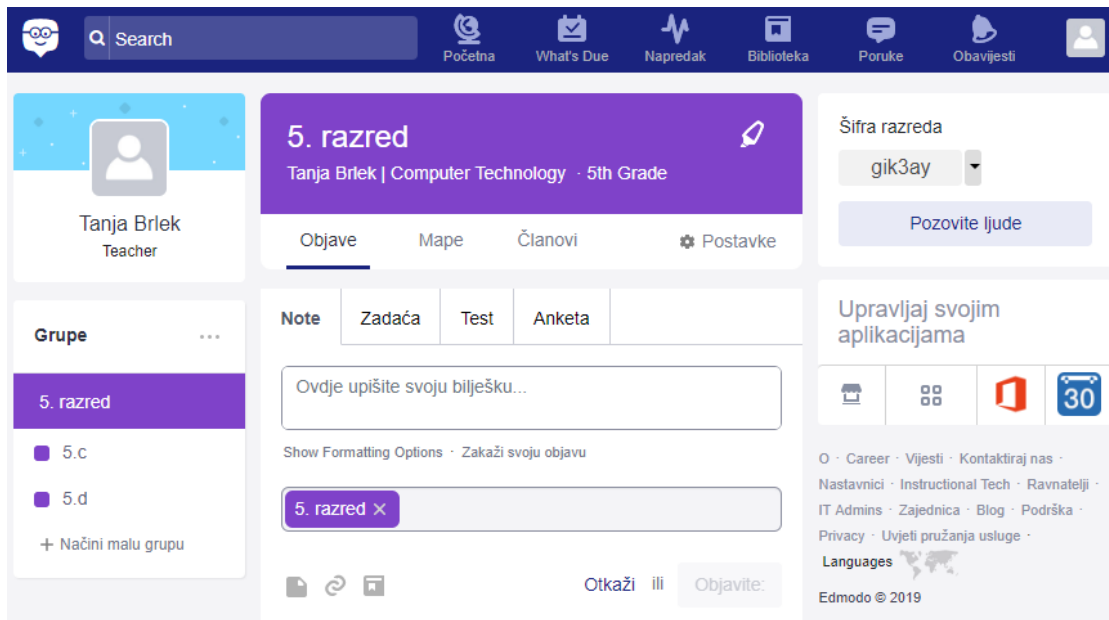 Search
Početna
What's Due
Napredak
Biblioteka
Poruke
Obavijesti
Tanja Brlek
Teacher
Grupe
5. razred
5.c
5.d
+ Načini malu grupu
5. razred
Tanja Brlek | Computer Technology · 5th Grade
Objave
Mape
Članovi
Postavke
Note
Zadaća
Test
Anketa
Ovdje upišite svoju bilješku...
Show Formatting Options · Zakaži svoju objavu
5. razred ×
Otkaži ili Objavite:
Šifra razreda
gik3ay
Pozovite ljude
Upravljaj svojim
aplikacijama
30
O · Career · Vijesti · Kontaktiraj nas ·
Nastavnici · Instructional Tech · Ravnatelji ·
IT Admins · Zajednica · Blog · Podrška ·
Privacy · Uvjeti pružanja usluge ·
Languages
Edmodo © 2019